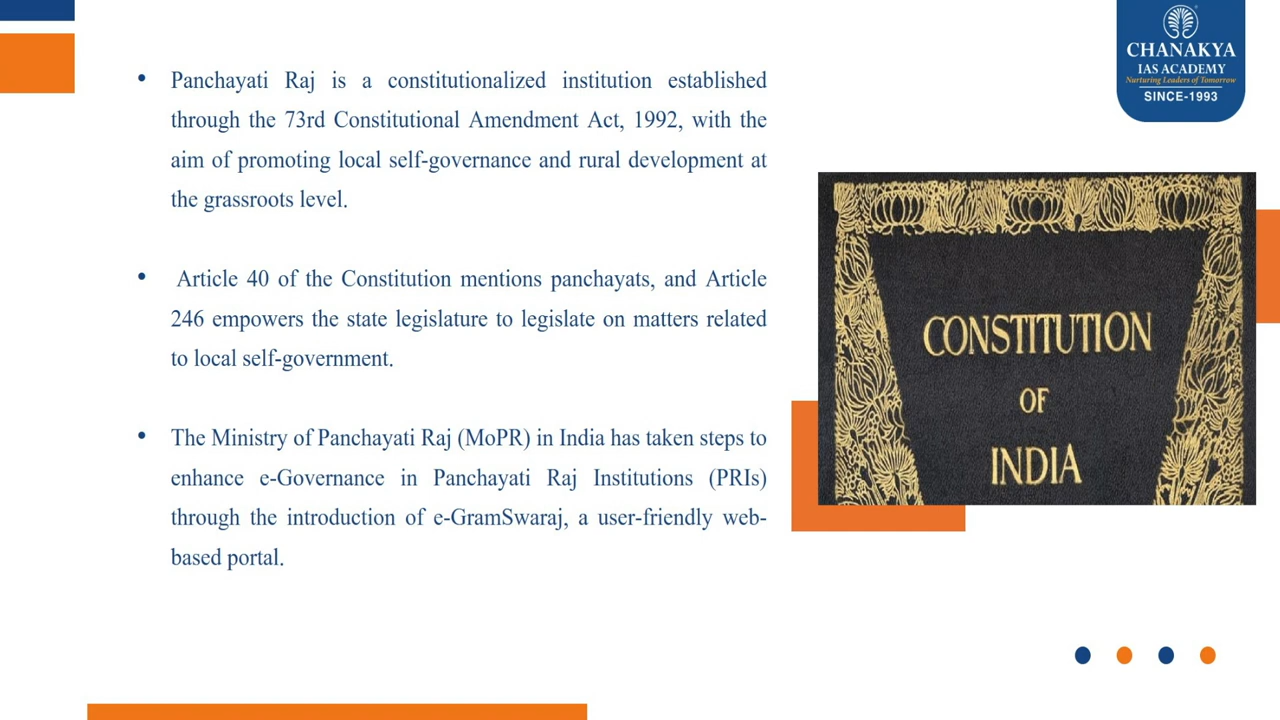 • Panchayati Raj is a constitutionalized institution established
through the 73rd Constitutional Amendment Act, 1992, with the
aim of promoting local self-governance and rural development at
the grassroots level.
• Article 40 of the Constitution mentions panchayats, and Article
246 empowers the state legislature to legislate on matters related
to local self-government.
• The Ministry of Panchayati Raj (MoPR) in India has taken steps to
enhance e-Governance in Panchayati Raj Institutions (PRIs)
through the introduction of e-GramSwaraj, a user-friendly web-
based portal.
CHANAKYA
IAS ACADEMY
Nurturing Leaders of Tomorrow
SINCE-1993
CONSTITUTION
OF
INDIA